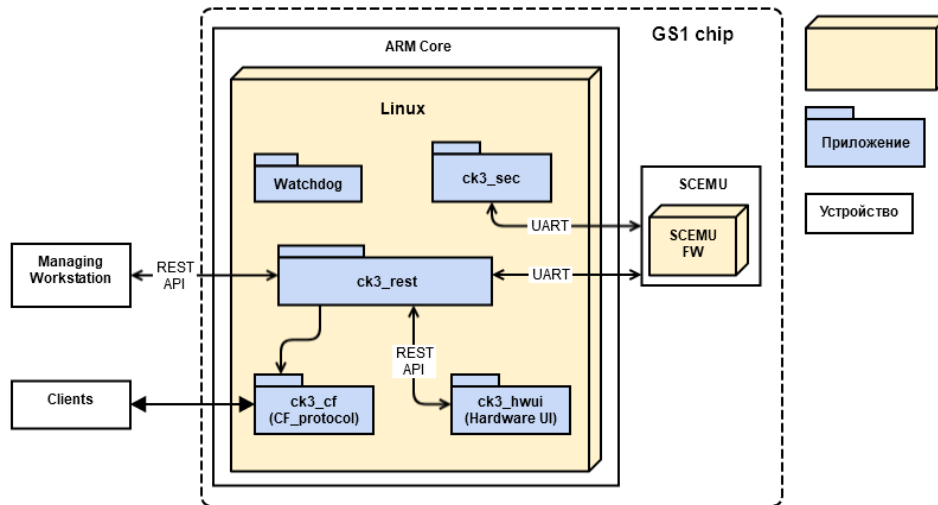 GS1 chip
ARM Core
Linux
Watchdog
ck3_sec
Приложение
SCEMU
Устройство
UART
SCEMU
FW
Managing
Workstation
REST
API
ck3_rest
UART
REST
API
Clients
ck3_cf
(CF_protocol)
ck3_hwui
(Hardware UI)